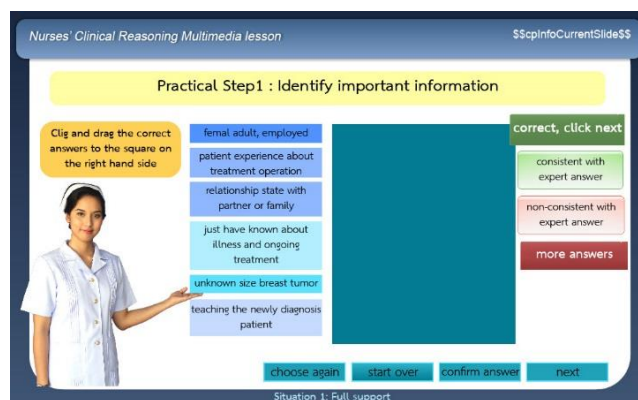 Nurses' Clinical Reasoning Multimedia lesson
$$cpInfoCurrentSlide$$
Practical Step1 : Identify important information
Clig and drag the correct
answers to the square on
the right hand side
femal adult, employed
patient experience about
treatment operation
relationship state with
partner or family
just have known about
illness and ongoing
treatment
unknown size breast tumor
teaching the newly diagnosis
patient
correct, click next
consistent with
expert answer
non-consistent with
expert answer
more answers
choose again
start over
confirm answer
next
Situation 1: Full support